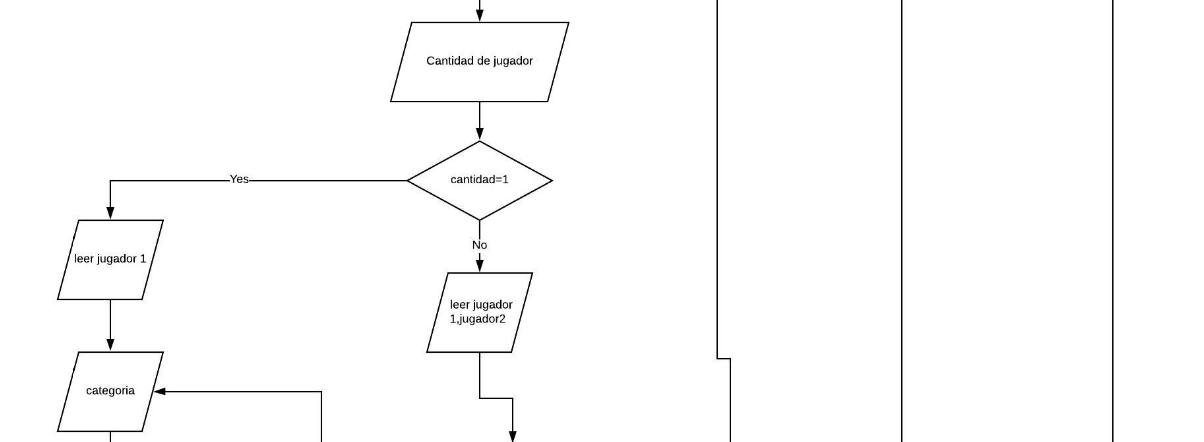 Cantidad de jugador
cantidad=1
Yes
No
leer jugador 1
leer jugador
1,jugador2
categoria